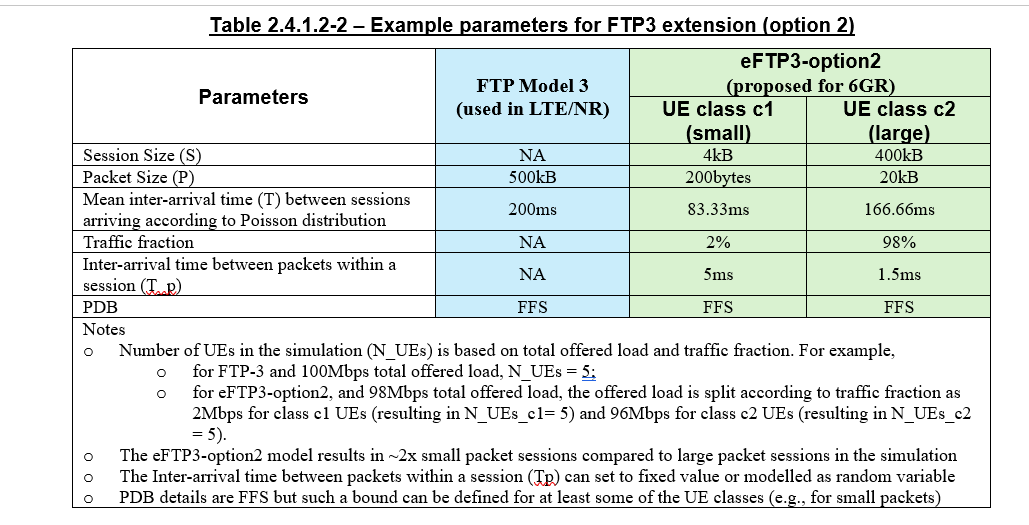 Table 2.4.1.2-2 – Example parameters for FTP3 extension (option 2)
Parameters
FTP Model 3
(used in LTE/NR)
eFTP3-option2
(proposed for 6GR)
UE class c1
(small)
UE class c2
(large)
Session Size (S)
NA
4kB
400kB
Packet Size (P)
500kB
200bytes
20kB
Mean inter-arrival time (T) between sessions
arriving according to Poisson distribution
200ms
83.33ms
166.66ms
Traffic fraction
NA
2%
98%
Inter-arrival time between packets within a
session (T_p)
NA
5ms
1.5ms
PDB
FFS
FFS
FFS
Notes
o Number of UEs in the simulation (N_UEs) is based on total offered load and traffic fraction. For example,
o for FTP-3 and 100Mbps total offered load, N_UEs = 5;
o for eFTP3-option2, and 98Mbps total offered load, the offered load is split according to traffic fraction as
2Mbps for class c1 UEs (resulting in N_UEs_c1= 5) and 96Mbps for class c2 UEs (resulting in N_UEs_c2
= 5).
o The eFTP3-option2 model results in ~2x small packet sessions compared to large packet sessions in the simulation
o The Inter-arrival time between packets within a session (Tp) can set to fixed value or modelled as random variable
o PDB details are FFS but such a bound can be defined for at least some of the UE classes (e.g., for small packets)